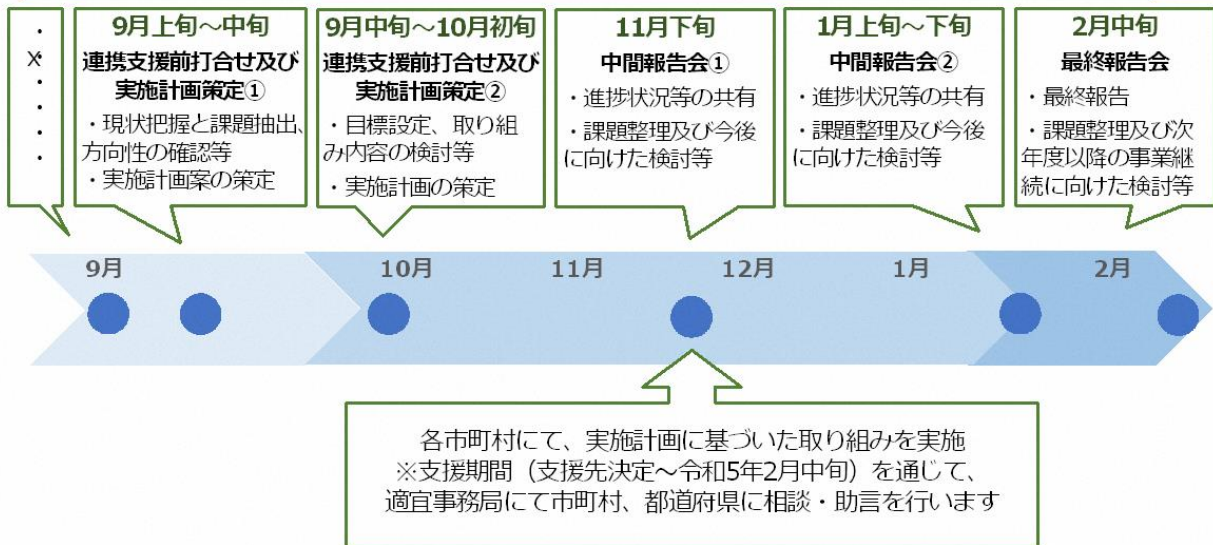 9月上旬~中旬
連携支援前打合せ及び
実施計画策定①
・現状把握と課題抽出、
方向性の確認等
・実施計画案の策定
9月中旬~10月初旬
連携支援前打合せ及び
実施計画策定②
・目標設定、取り組
み内容の検討等
・実施計画の策定
11月下旬
中間報告会①
・進捗状況等の共有
・課題整理及び今後
に向けた検討等
1月上旬~下旬
中間報告会②
・進捗状況等の共有
・課題整理及び今後
に向けた検討等
2月中旬
最終報告会
・最終報告
・課題整理及び次
年度以降の事業継
続に向けた検討等
9月
10月
11月
12月
1月
2月
各市町村にて、実施計画に基づいた取り組みを実施
※支援期間(支援先決定~令和5年2月中旬)を通じて、
適宜事務局にて市町村、都道府県に相談・助言を行います